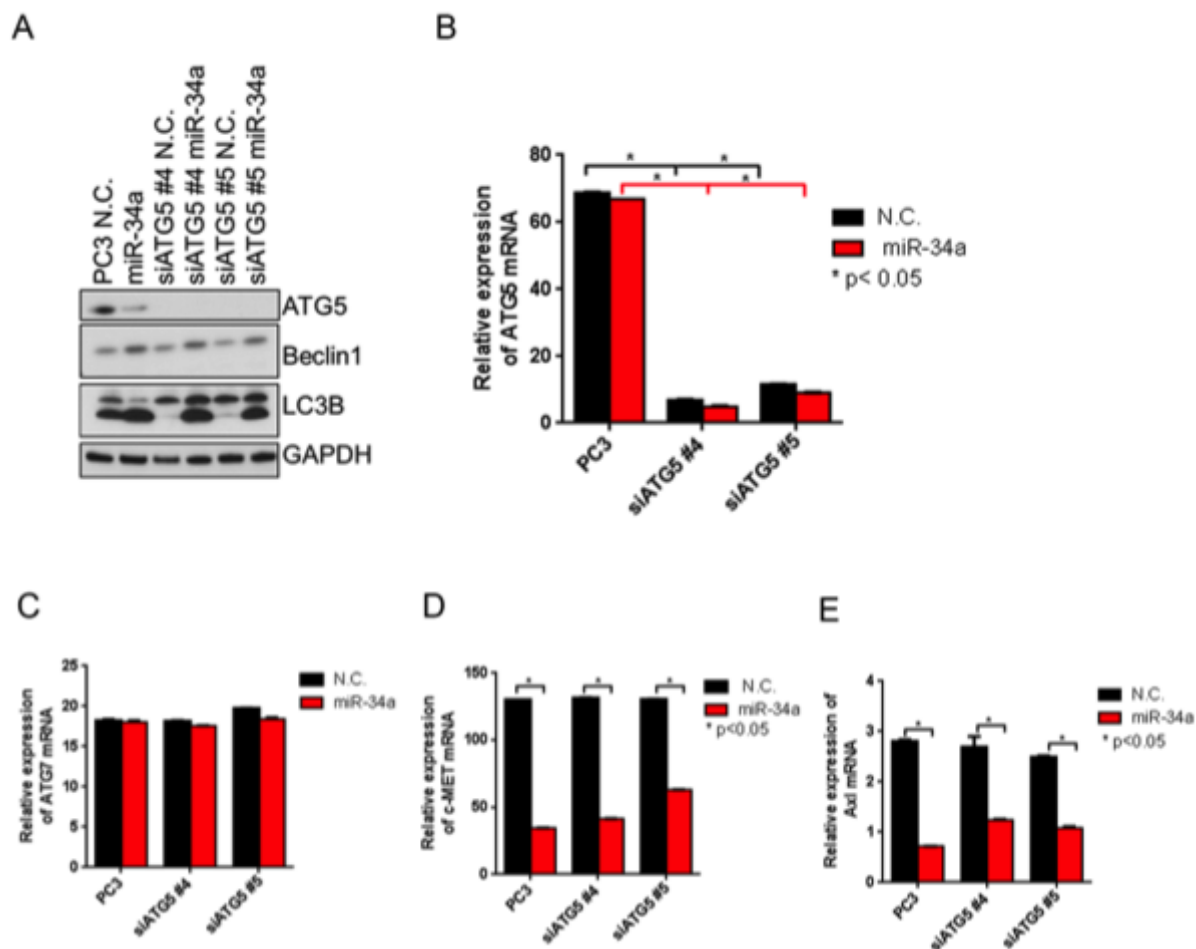 A
PC3 N.C.
miR-34a
siATG5 #4 N.C.
siATG5 #4 miR-34a
siATG5 #5 N.C.
siATG5 #5 miR-34a
ATG5
Beclin1
LC3B
GAPDH
B
Relative expression
of ATG5 mRNA
80
60
40
20
0
* *
* *
PC3
siATG5 #4
siATG5 #5
N.C.
miR-34a
* p< 0.05
C
Relative expression
of ATG7 mRNA
25
20
15
10
5
0
PC3
siATG5 #4
siATG5 #5
N.C.
miR-34a
D
Relative expression
of c-MET mRNA
150
100
50
0
* * *
PC3
siATG5 #4
siATG5 #5
N.C.
miR-34a
* p<0.05
E
Relative expression of
Axl mRNA
4
3
2
1
0
* * *
PC3
siATG5 #4
siATG5 #5
N.C.
miR-34a
* p<0.05